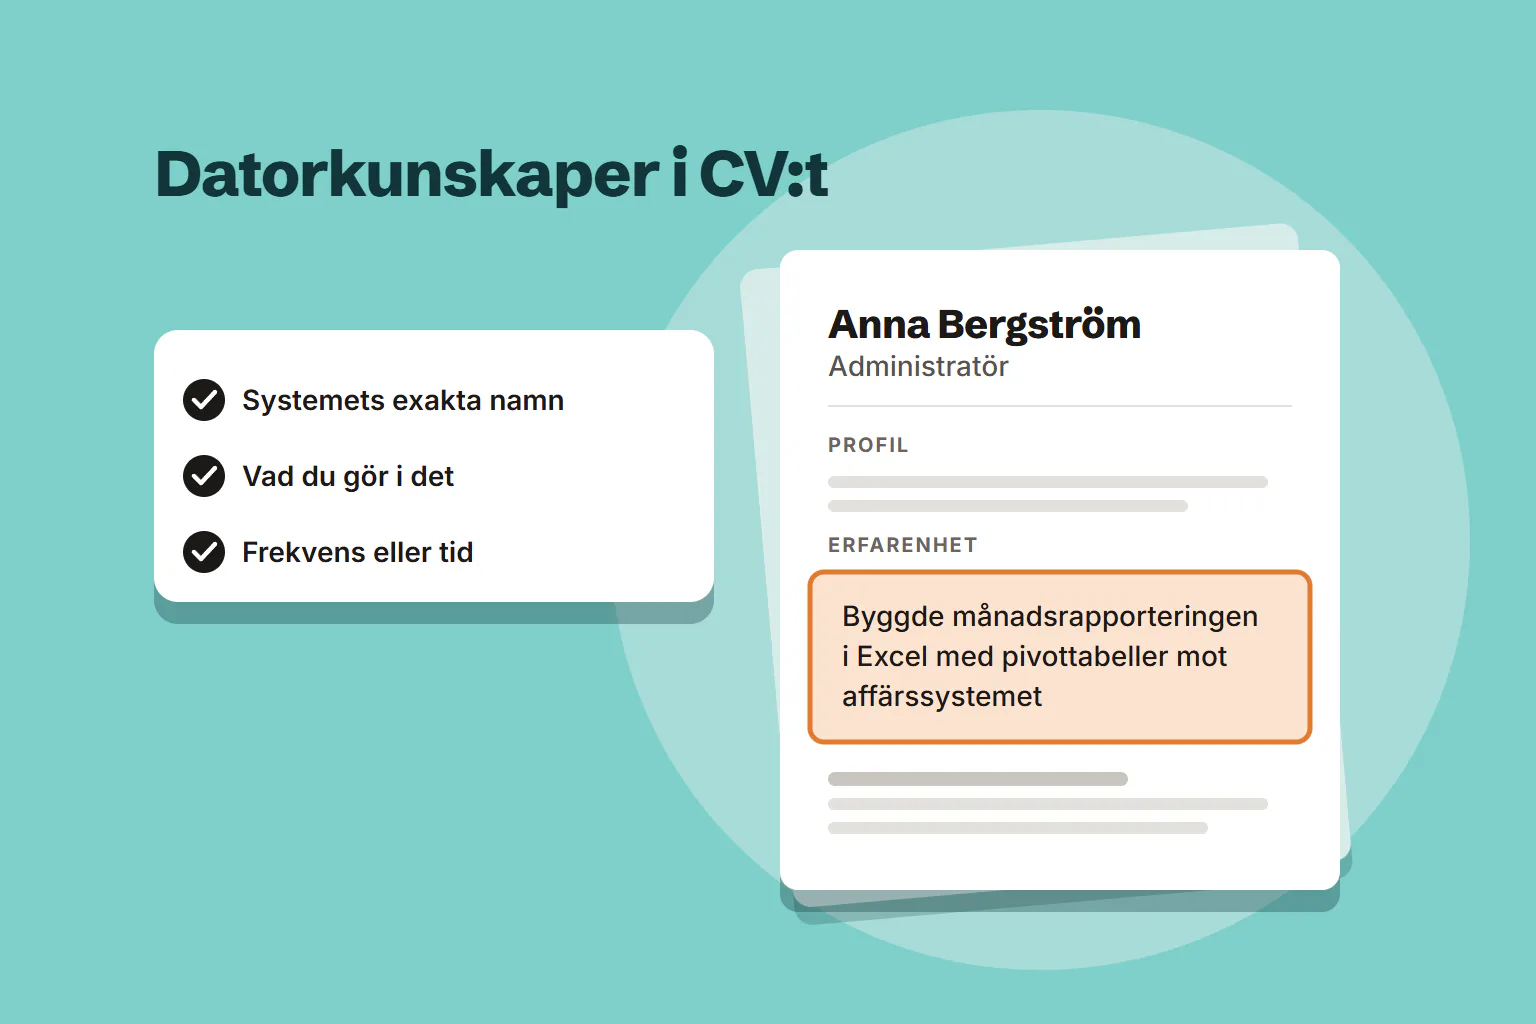 Datorkunskaper i CV:t
Systemets exakta namn
Vad du gör i det
Frekvens eller tid
Anna Bergström
Administratör
PROFIL
ERFARENHET
Byggde månadsrapporteringen
i Excel med pivottabeller mot
affärssystemet